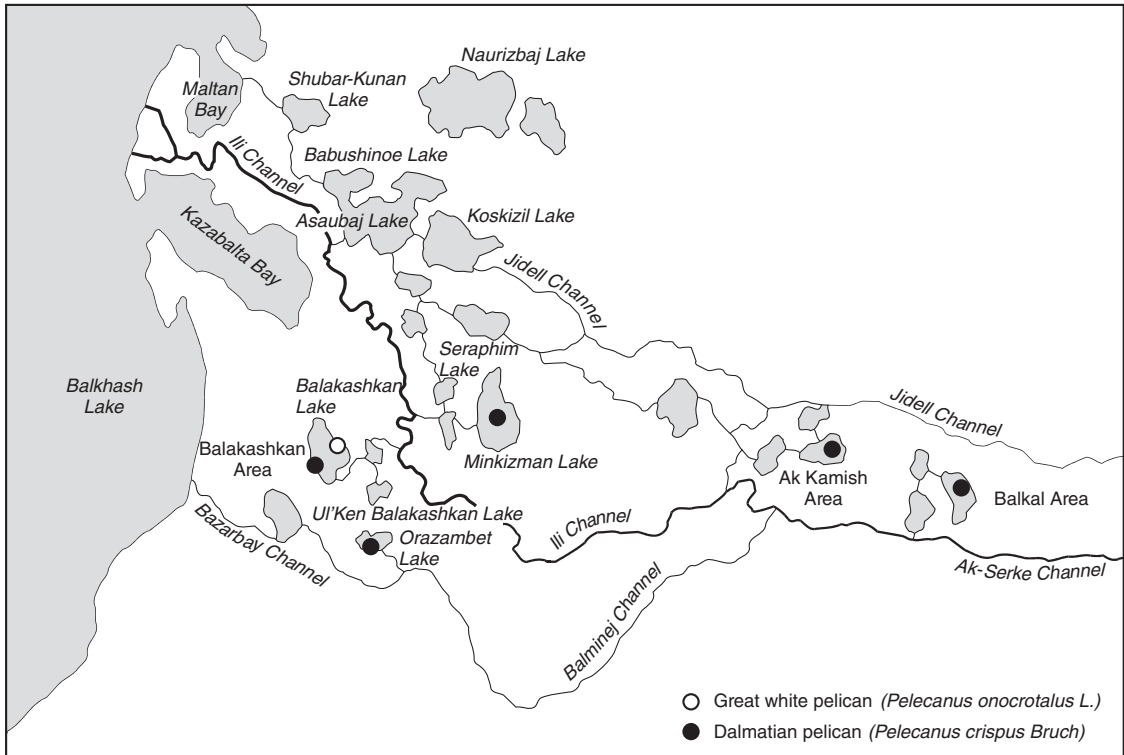 Naurizbaj Lake
Shubar-Kunan
Lake
Maltan
Bay
Ili Channel
Babushinoe Lake
Kazabalta Bay
Asaubaj Lake
Koskizil Lake
Jidell Channel
Seraphim
Lake
Balkhash
Lake
Balakashkan
Lake
Jidell Channel
Balakashkan
Area
Minkizman Lake
Ak Kamish
Area
Balkal Area
Ul'Ken Balakashkan Lake
Bazarbay Channel
Orazambet
Lake
Ili Channel
Ak-Serke Channel
Balminej Channel
Great white pelican (Pelecanus onocrotalus L.)
Dalmatian pelican (Pelecanus crispus Bruch)